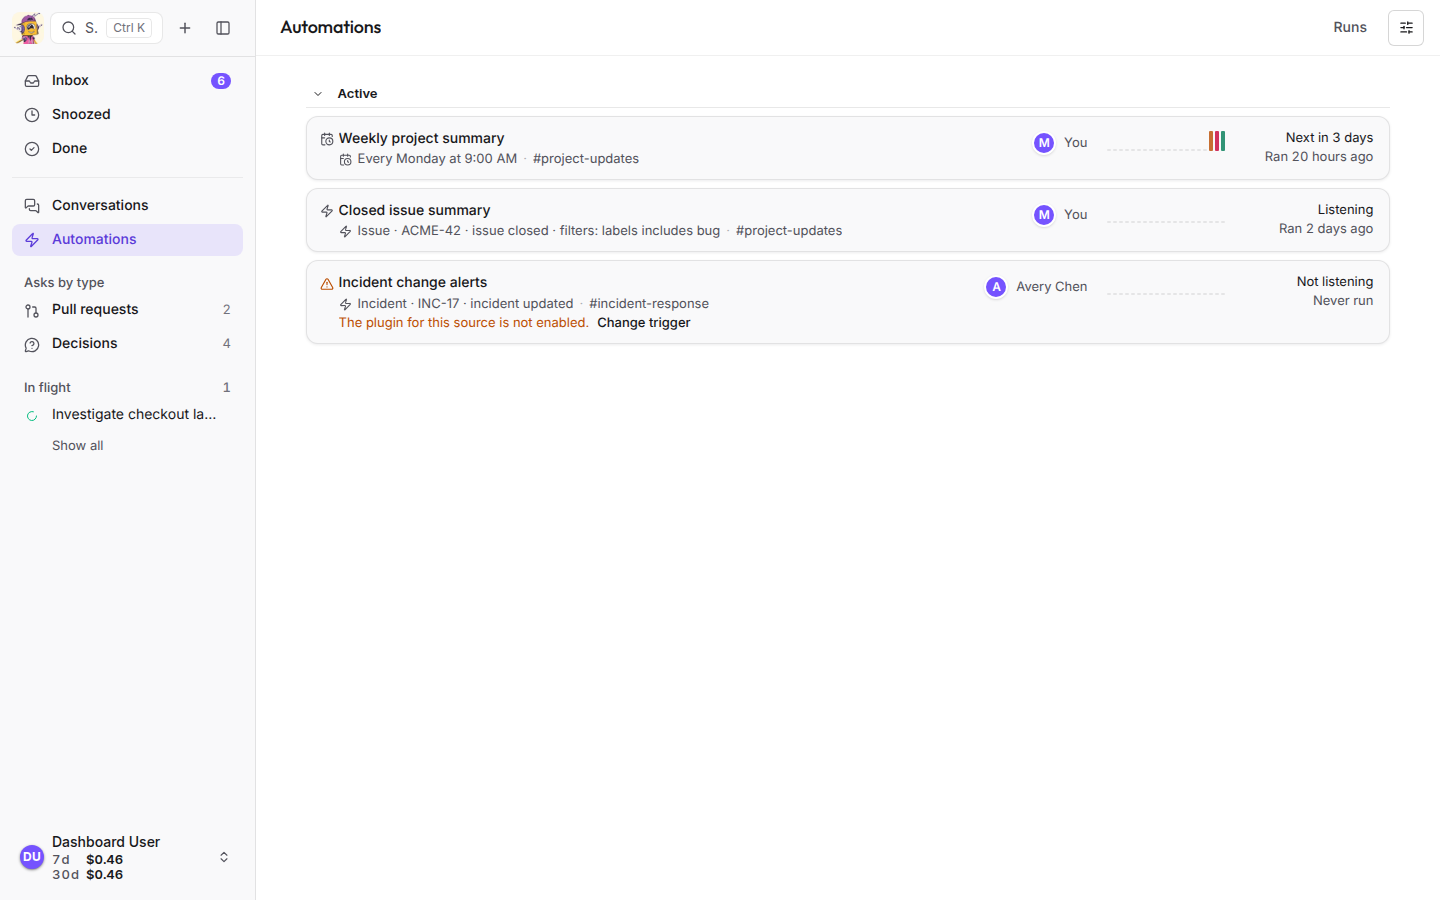 S. Ctrl K
Inbox 6
Snoozed
Done
Conversations
Automations
Asks by type
Pull requests 2
Decisions 4
In flight 1
Investigate checkout la...
Show all
DU Dashboard User
7d $0.46
30d $0.46
Automations
Runs
Active
Weekly project summary
Every Monday at 9:00 AM · #project-updates
M You
Next in 3 days
Ran 20 hours ago
Closed issue summary
Issue · ACME-42 · issue closed · filters: labels includes bug · #project-updates
M You
Listening
Ran 2 days ago
Incident change alerts
Incident · INC-17 · incident updated · #incident-response
The plugin for this source is not enabled. Change trigger
A Avery Chen
Not listening
Never run